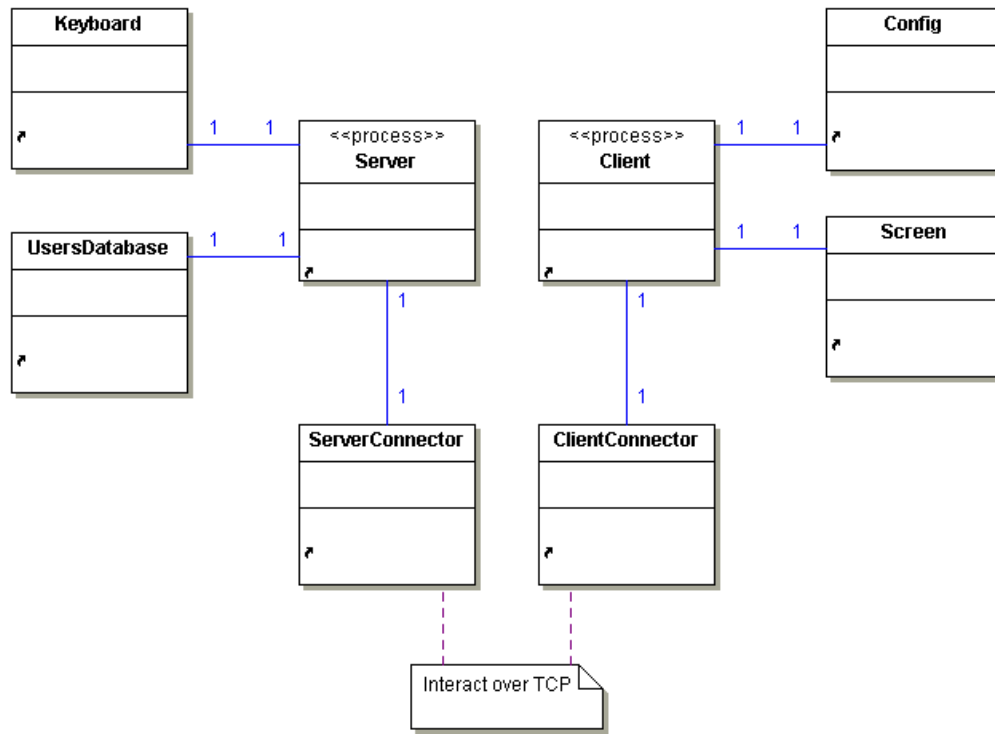 Keyboard
Config
1 1
<<process>>
Server
<<process>>
Client
1 1
UsersDatabase
1 1
1 1
Screen
1
1
1
1
ServerConnector
ClientConnector
Interact over TCP